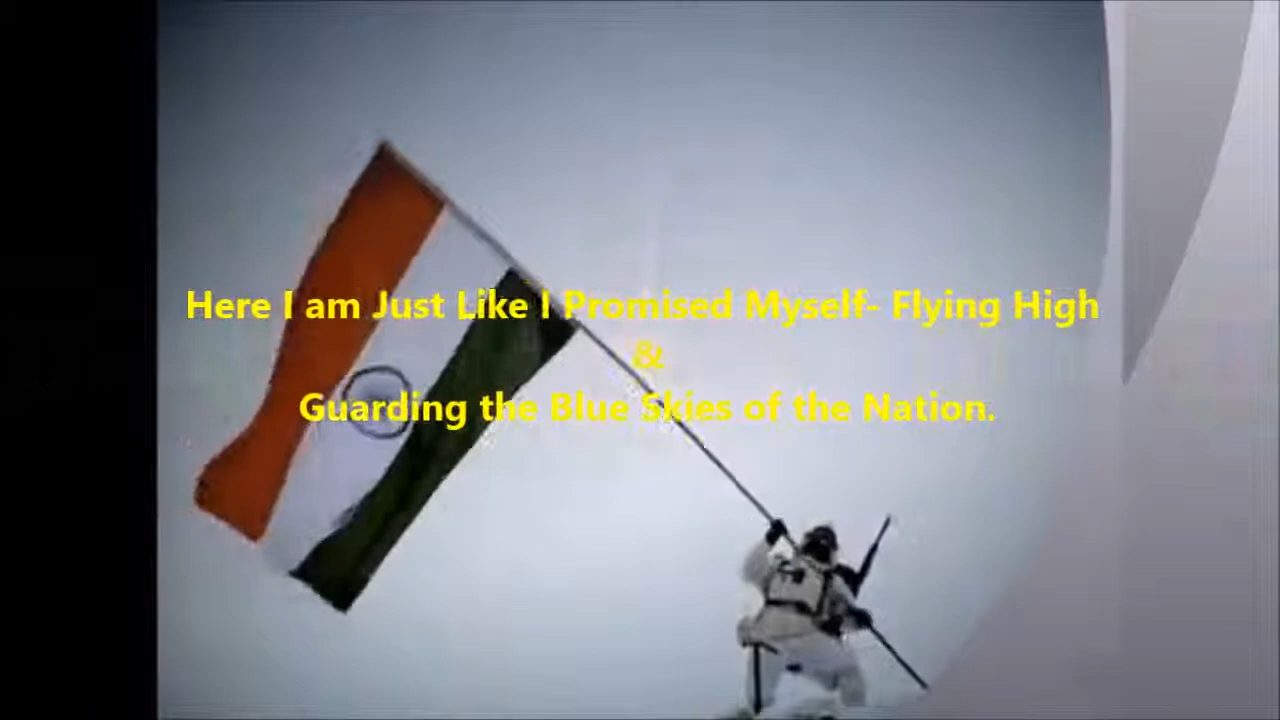 Here I am Just Like I Promised Myself- Flying High
&
Guarding the Blue Skies of the Nation.